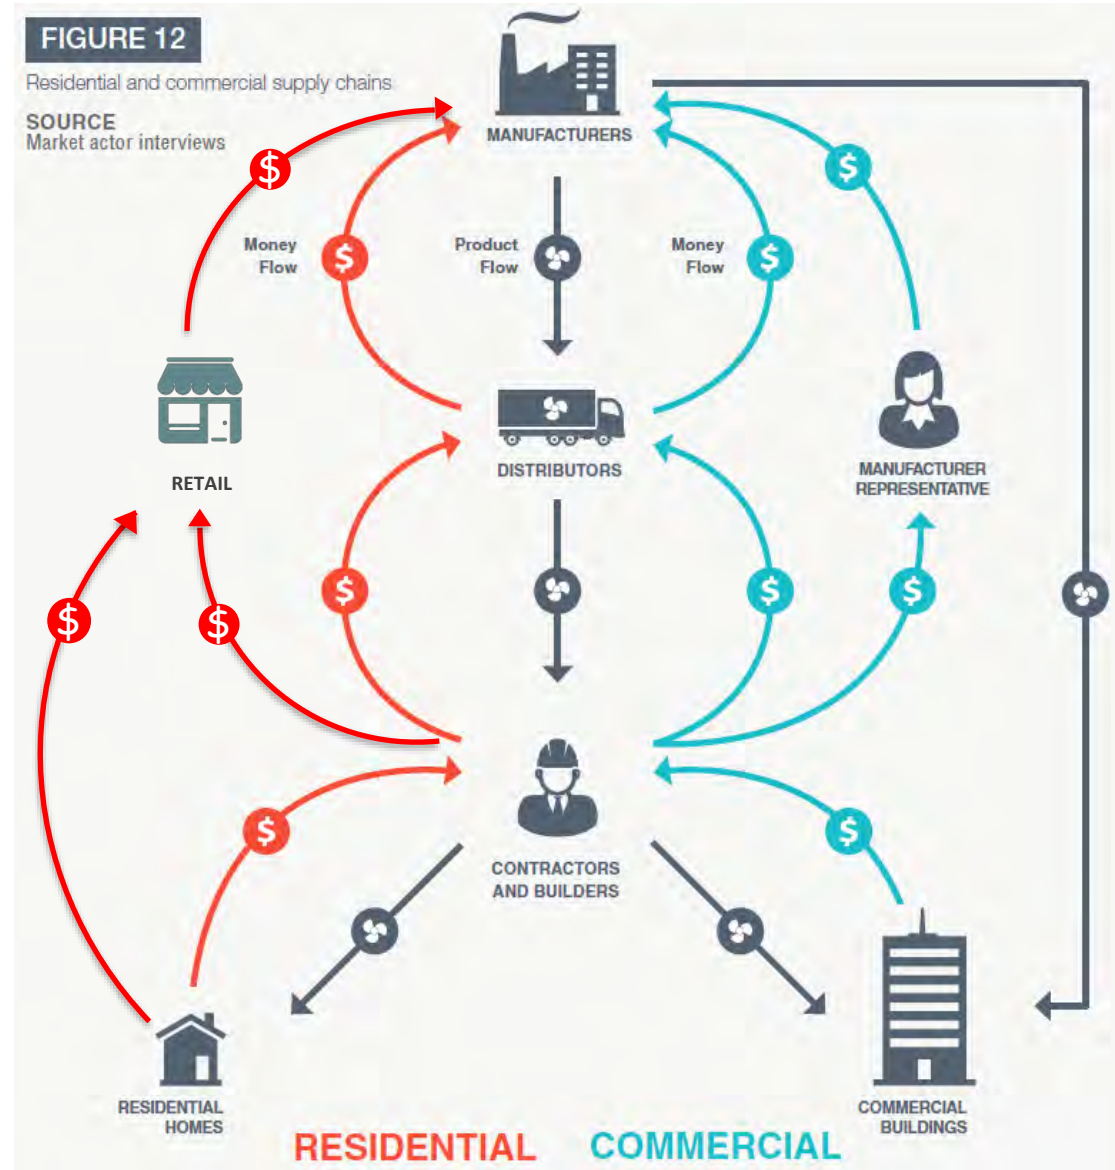 FIGURE 12
Residential and commercial supply chains
SOURCE
Market actor interviews
MANUFACTURERS
$
$
$
$
Money
Flow
Product
Flow
Money
Flow
RETAIL
DISTRIBUTORS
MANUFACTURER
REPRESENTATIVE
$
$
$
$
$
$
$
CONTRACTORS
AND BUILDERS
RESIDENTIAL
HOMES
COMMERCIAL
BUILDINGS
RESIDENTIAL COMMERCIAL